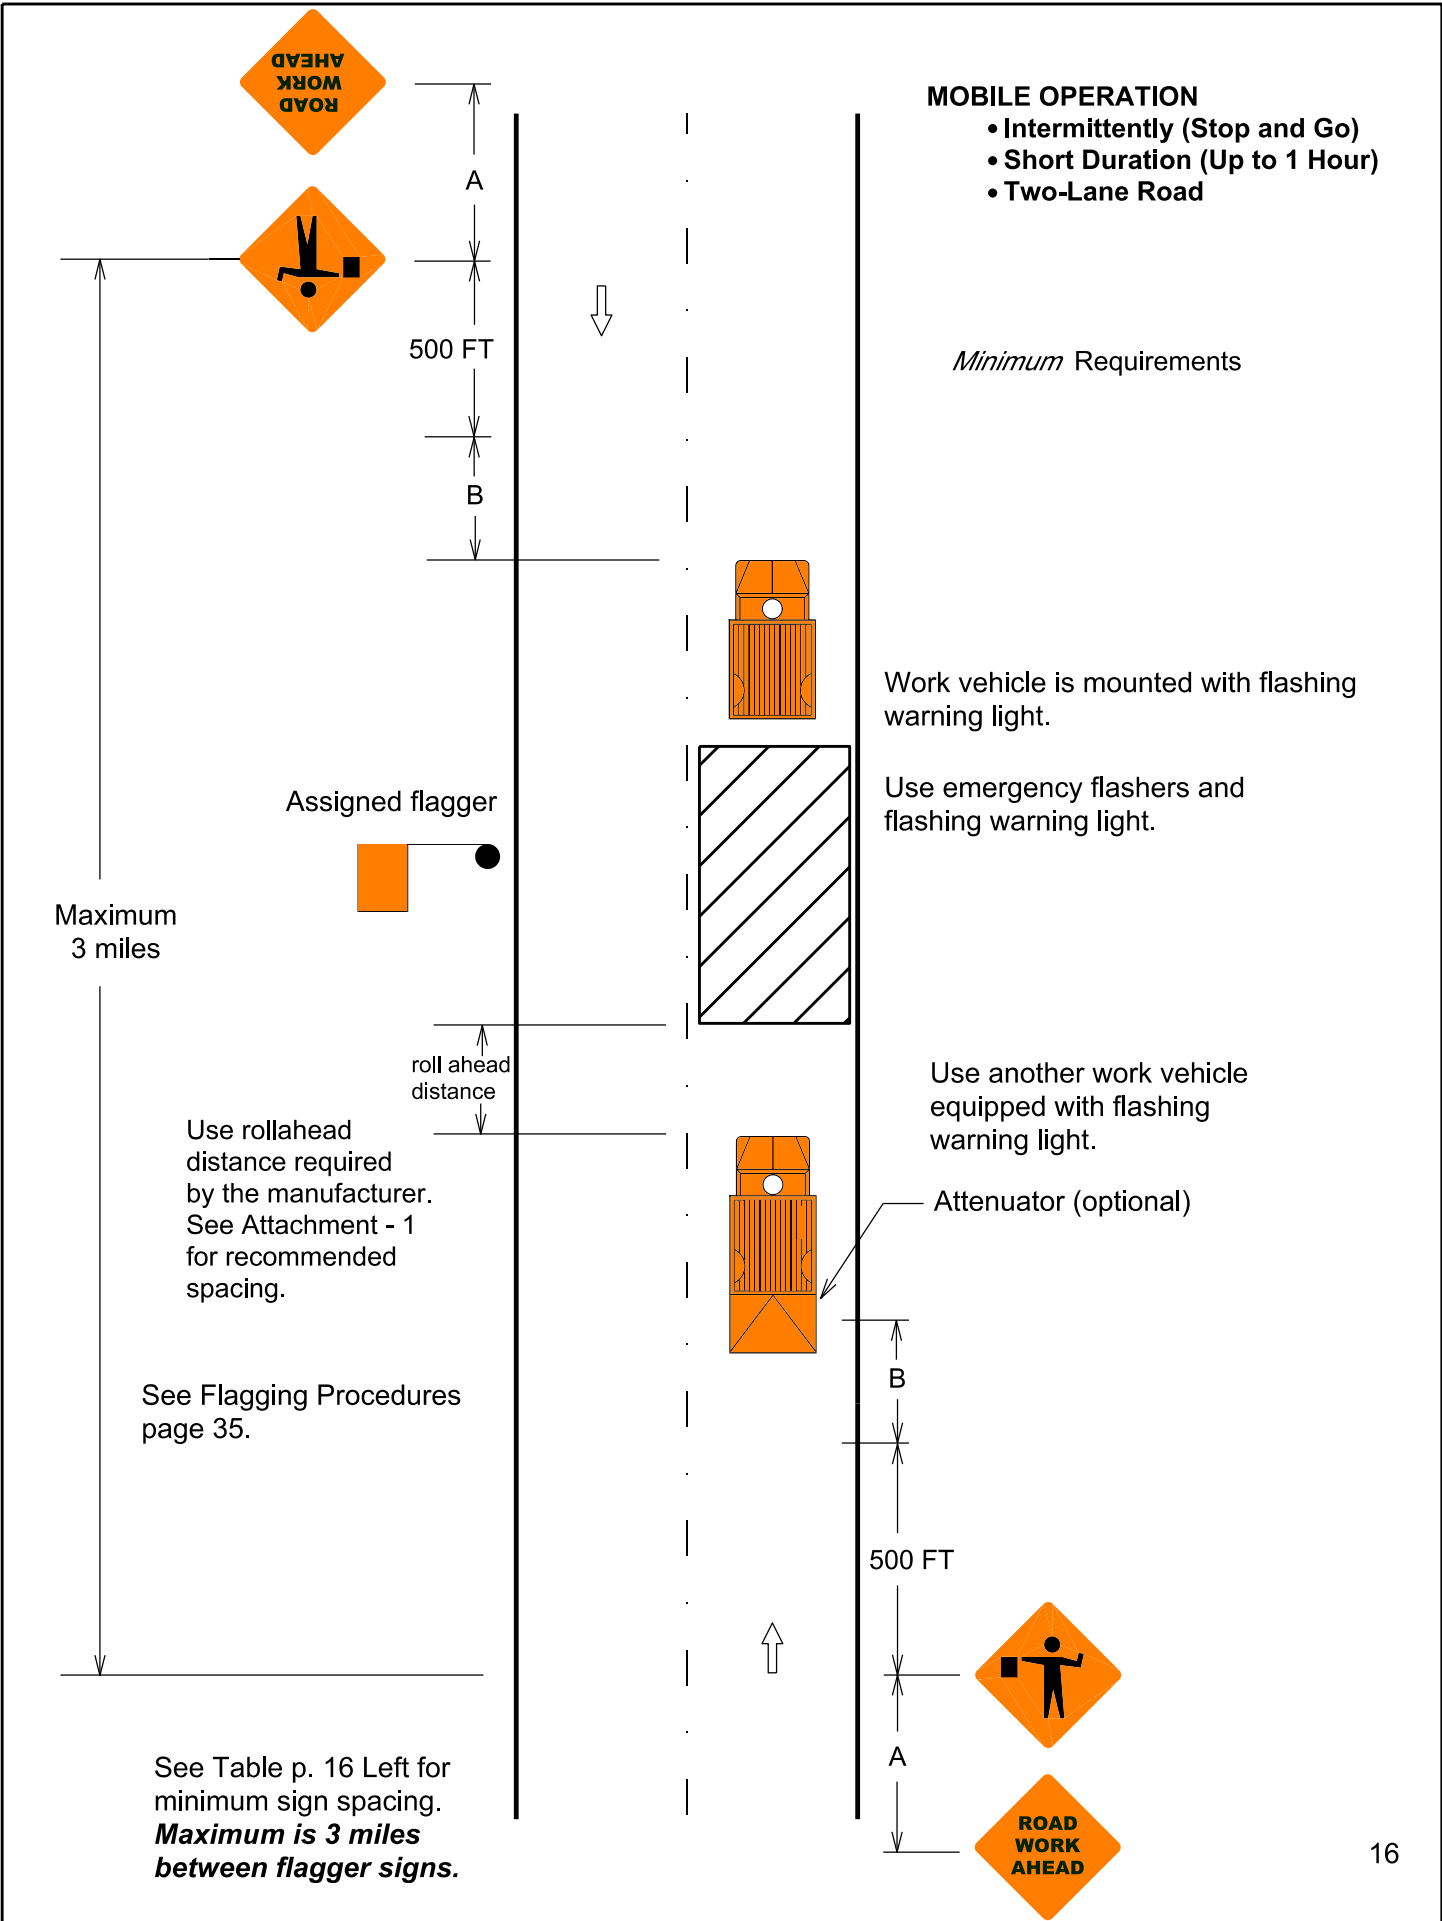 ROAD
WORK
AHEAD
MOBILE OPERATION
• Intermittently (Stop and Go)
• Short Duration (Up to 1 Hour)
• Two-Lane Road
A
500 FT
Minimum Requirements
B
Work vehicle is mounted with flashing
warning light.
Use emergency flashers and
flashing warning light.
Assigned flagger
Maximum
3 miles
roll ahead
distance
Use another work vehicle
equipped with flashing
warning light.
Use rollahead
distance required
by the manufacturer.
See Attachment - 1
for recommended
spacing.
Attenuator (optional)
B
See Flagging Procedures
page 35.
500 FT
A
See Table p. 16 Left for
minimum sign spacing.
Maximum is 3 miles
between flagger signs.
ROAD
WORK
AHEAD
16